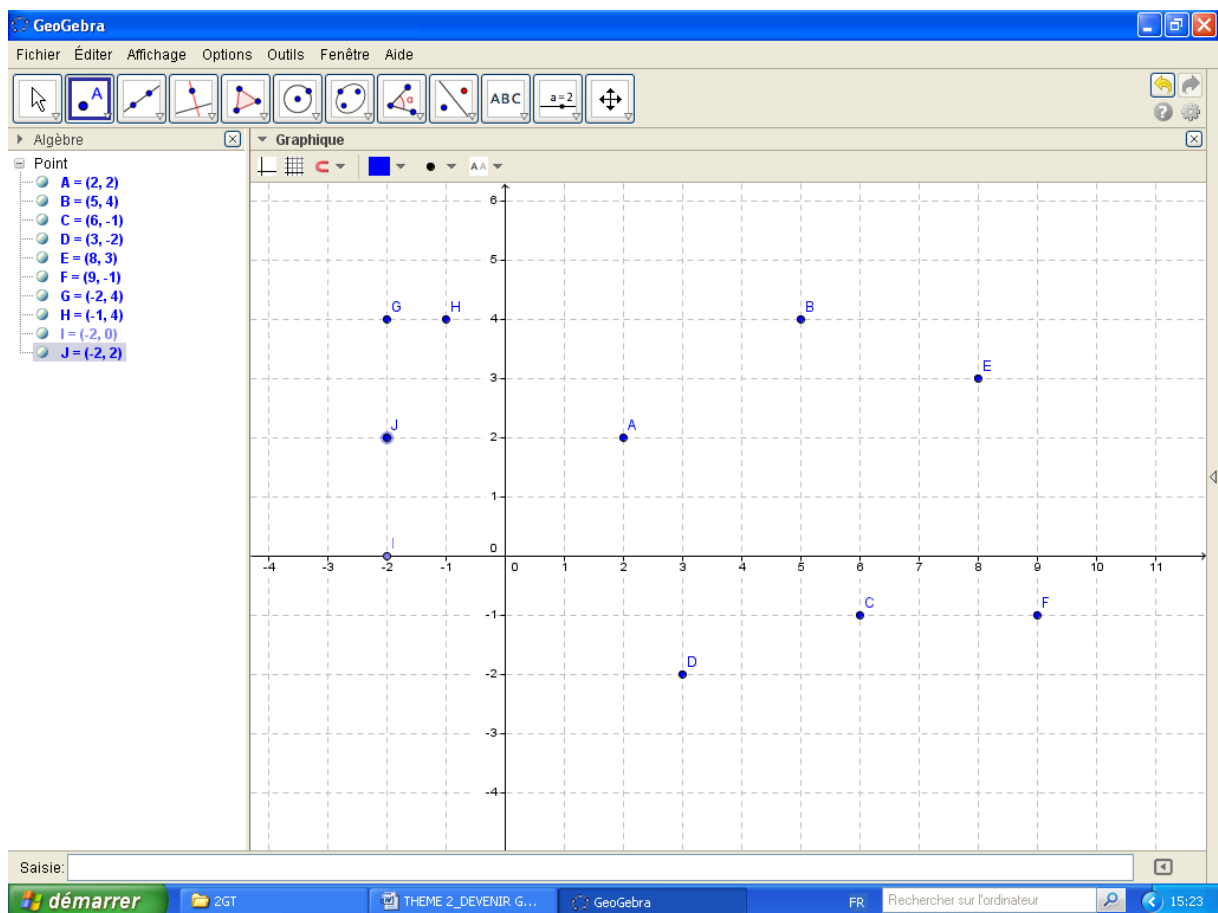 GeoGebra
Fichier Éditer Affichage Options Outils Fenêtre Aide
A α ABC a=2
Algèbre
Graphique
Point
A A
A = (2, 2)
B = (5, 4)
C = (6, -1)
D = (3, -2)
E = (8, 3)
F = (9, -1)
G = (-2, 4)
H = (-1, 4)
I = (-2, 0)
J = (-2, 2)
6
5
G H 4 B
3 E
J 2 A
1
I 0
-4 -3 -2 -1 0 1 2 3 4 5 6 7 8 9 10 11
-1 C F
-2 D
-3
-4
Saisie:
démarrer 2GT THEME 2_DEVENIR G... GeoGebra FR Rechercher sur l'ordinateur 15:23